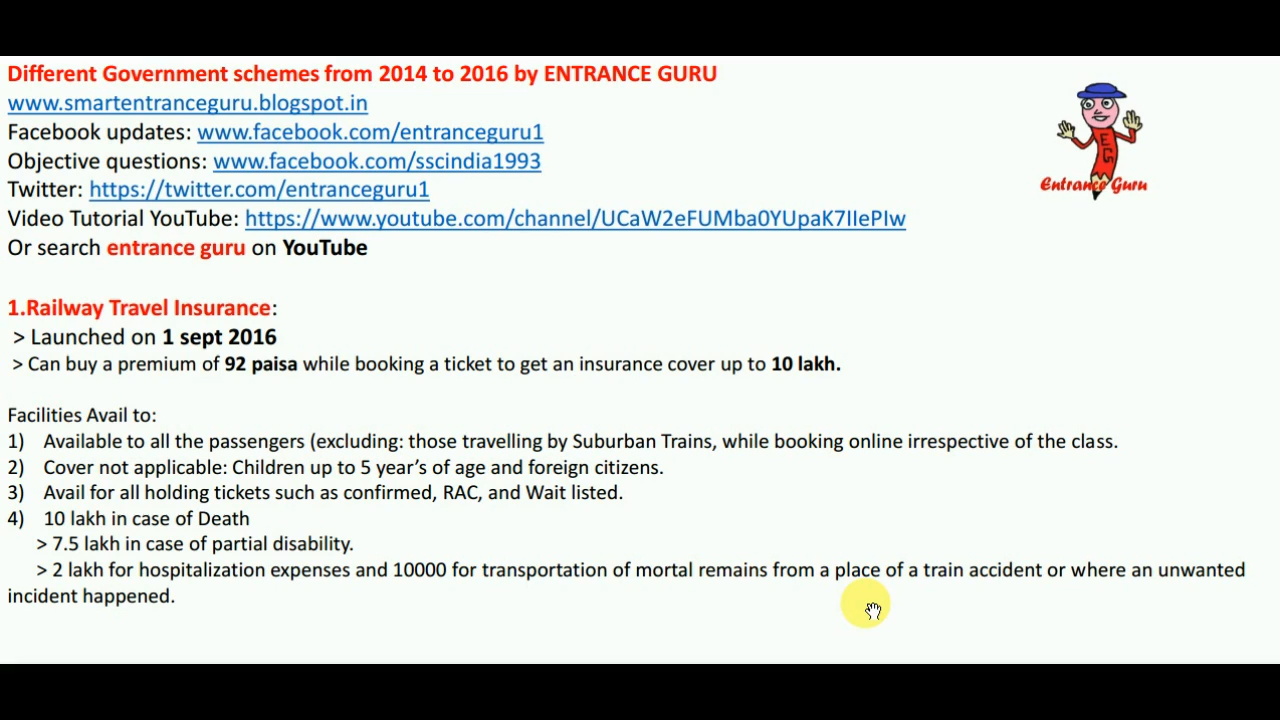 Different Government schemes from 2014 to 2016 by ENTRANCE GURU
www.smartentranceguru.blogspot.in
Facebook updates: www.facebook.com/entranceguru1
Objective questions: www.facebook.com/sscindia1993
Twitter: https://twitter.com/entranceguru1
Video Tutorial YouTube: https://www.youtube.com/channel/UCaW2eFUMba0YUpaK7IIePIw
Or search entrance guru on YouTube
EG
Entrance Guru
1.Railway Travel Insurance:
> Launched on 1 sept 2016
> Can buy a premium of 92 paisa while booking a ticket to get an insurance cover up to 10 lakh.
Facilities Avail to:
1) Available to all the passengers (excluding: those travelling by Suburban Trains, while booking online irrespective of the class.
2) Cover not applicable: Children up to 5 year’s of age and foreign citizens.
3) Avail for all holding tickets such as confirmed, RAC, and Wait listed.
4) 10 lakh in case of Death
> 7.5 lakh in case of partial disability.
> 2 lakh for hospitalization expenses and 10000 for transportation of mortal remains from a place of a train accident or where an unwanted
incident happened.